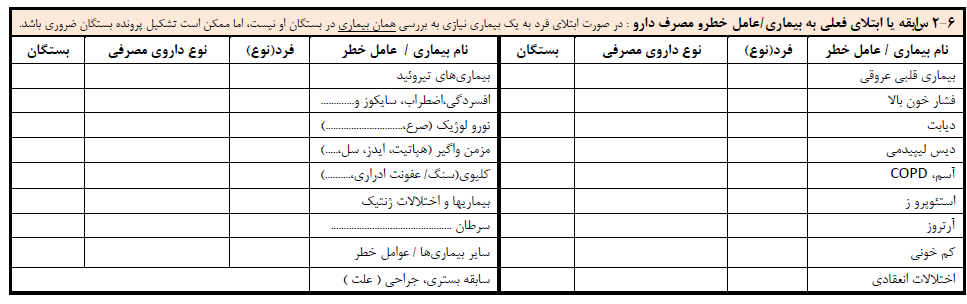 ۶-۲ سابقه یا ابتلای فعلی به بیماری/عامل خطرو مصرف دارو : در صورت ابتلای فرد به یک بیماری نیازی به بررسی همان بیماری در بستگان او نیست، اما ممکن است تشکیل پرونده بستگان ضروری باشد.
نام بیماری / عامل خطر فرد(نوع) نوع داروی مصرفی بستگان نام بیماری / عامل خطر فرد(نوع) نوع داروی مصرفی بستگان
بیماری قلبی عروقی بیماری‌های تیروئید
فشار خون بالا افسردگی،اضطراب، سایکوز و.............
دیابت نورو لوژیک (صرع،..............................)
دیس لیپیدمی مزمن واگیر (هپاتیت، ایدز، سل،.....)
آسم، COPD کلیوی(سنگ/ عفونت ادراری،..........)
استئوپرو ز بیماریها و اختلالات ژنتیک
آرتروز سرطان ................................................
کم خونی سایر بیماری‌ها / عوامل خطر
اختلالات انعقادی سابقه بستری، جراحی ( علت )